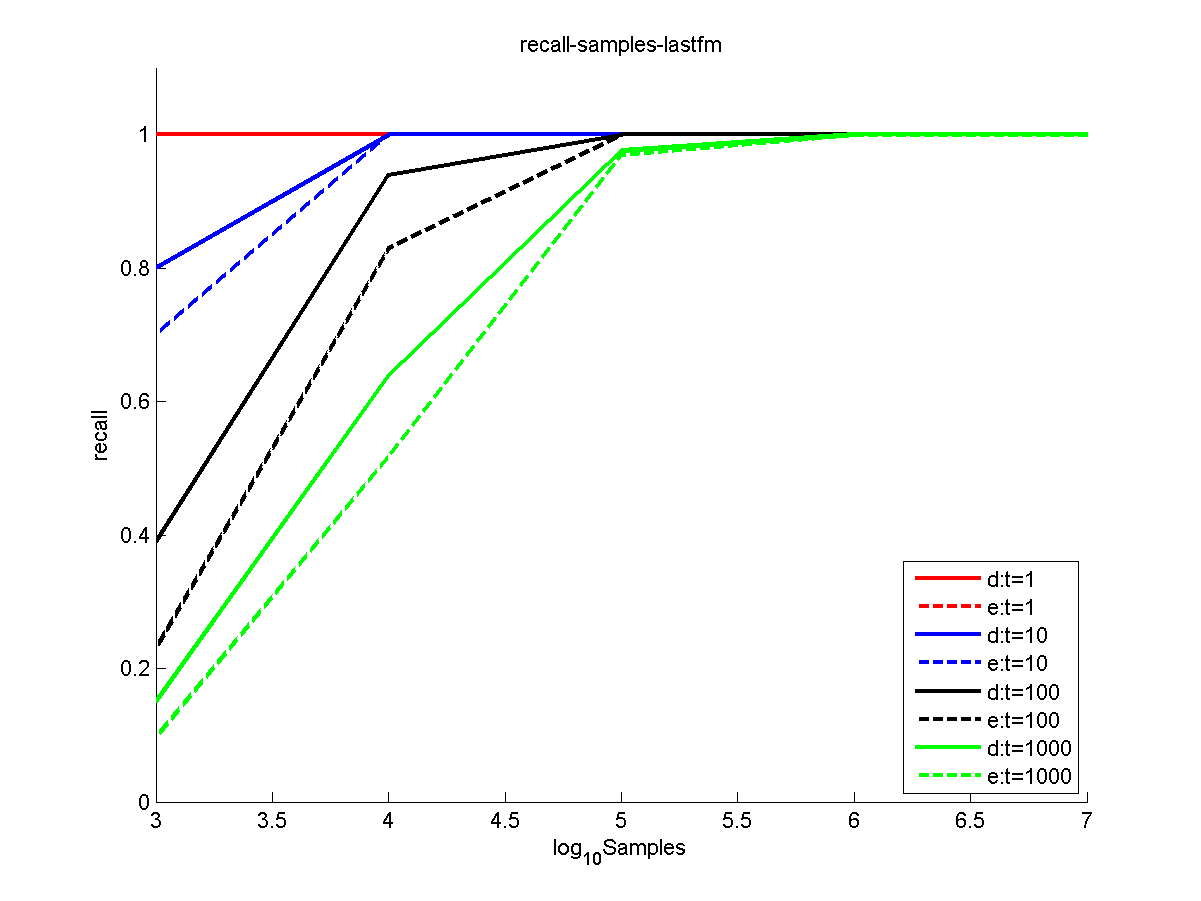 recall-samples-lastfm
1
0.8
0.6
0.4
0.2
0
recall
3 3.5 4 4.5 5 5.5 6 6.5 7
log10Samples
d:t=1
e:t=1
d:t=10
e:t=10
d:t=100
e:t=100
d:t=1000
e:t=1000